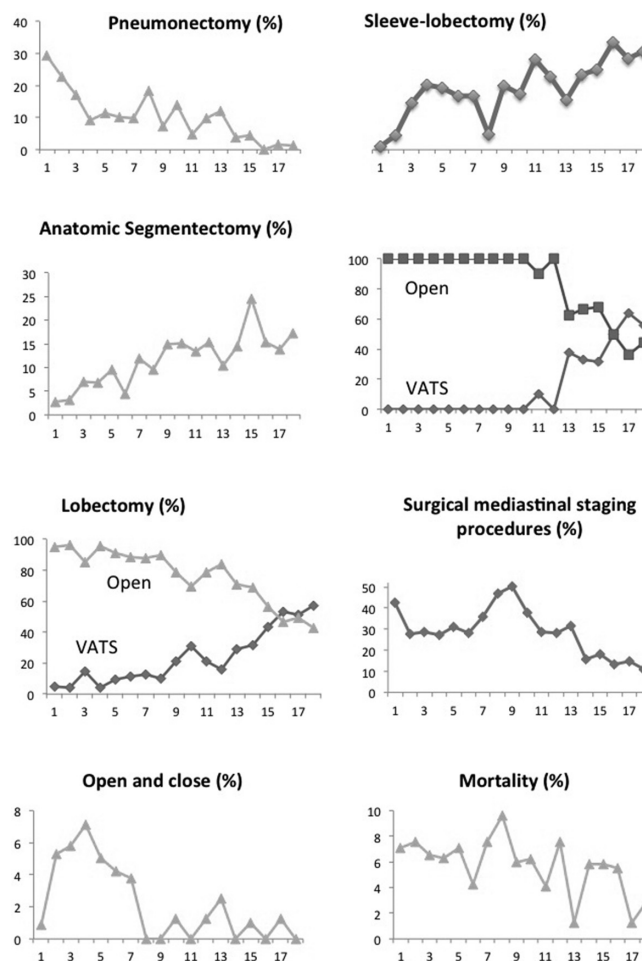 Pneumonectomy (%)
40
30
20
10
0
1 3 5 7 9 11 13 15 17
Sleeve-lobectomy (%)
1 3 5 7 9 11 13 15 17
Anatomic Segmentectomy (%)
30
25
20
15
10
5
0
1 3 5 7 9 11 13 15 17
100
80
60
40
20
0
Open
VATS
1 3 5 7 9 11 13 15 17
Lobectomy (%)
100
80
60
40
20
0
Open
VATS
1 3 5 7 9 11 13 15 17
Surgical mediastinal staging
procedures (%)
50
40
30
20
10
0
1 3 5 7 9 11 13 15 17
Open and close (%)
8
6
4
2
0
1 3 5 7 9 11 13 15 17
Mortality (%)
10
8
6
4
2
0
1 3 5 7 9 11 13 15 17